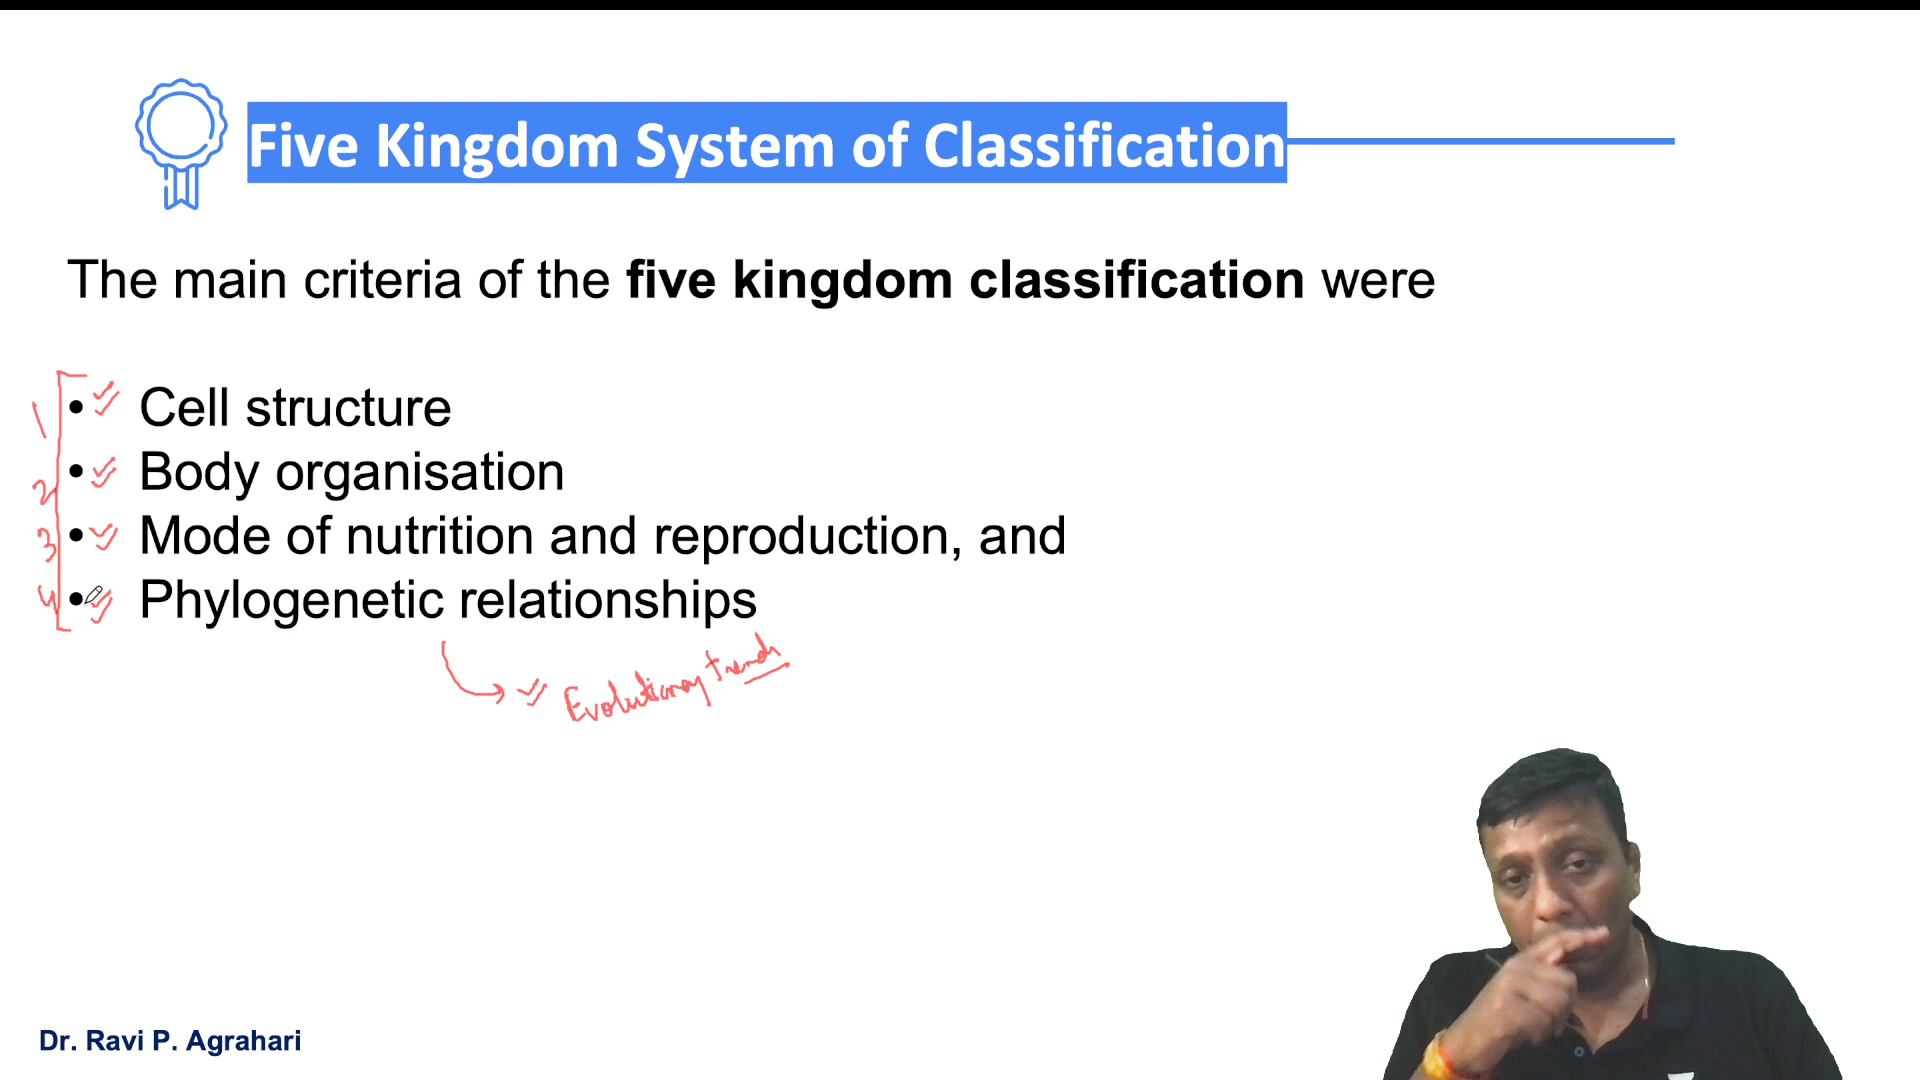 Five Kingdom System of Classification
The main criteria of the five kingdom classification were
1 • Cell structure
2 • Body organisation
3 • Mode of nutrition and reproduction, and
4 • Phylogenetic relationships
Evolutionary trends
Dr. Ravi P. Agrahari